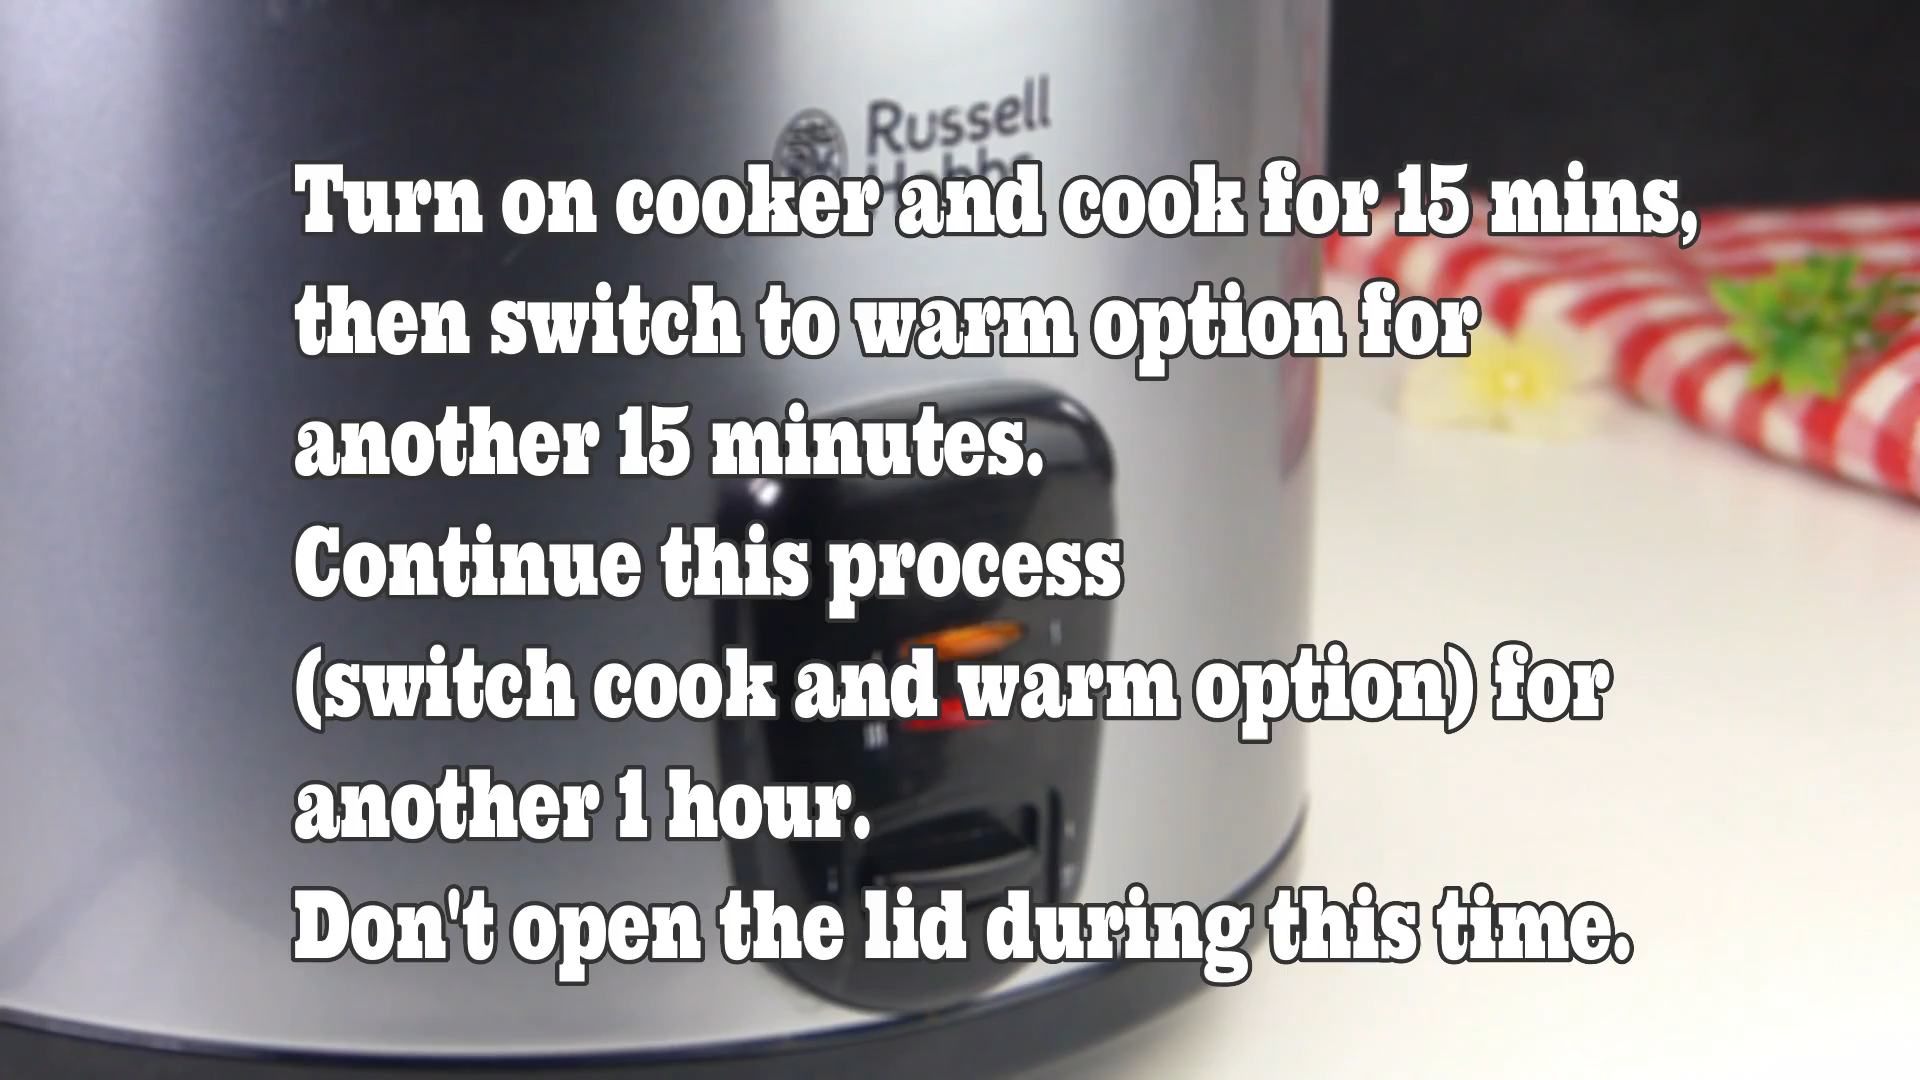 Russell
Hobbs
Turn on cooker and cook for 15 mins,
then switch to warm option for
another 15 minutes.
Continue this process
(switch cook and warm option) for
another 1 hour.
Don't open the lid during this time.